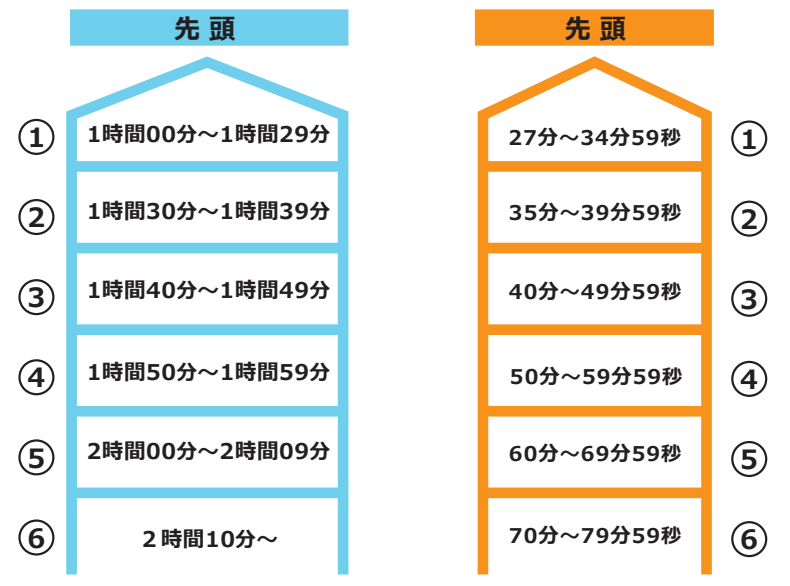 先頭
① 1時間00分～1時間29分
② 1時間30分～1時間39分
③ 1時間40分～1時間49分
④ 1時間50分～1時間59分
⑤ 2時間00分～2時間09分
⑥ 2時間10分～
先頭
27分～34分59秒 ①
35分～39分59秒 ②
40分～49分59秒 ③
50分～59分59秒 ④
60分～69分59秒 ⑤
70分～79分59秒 ⑥